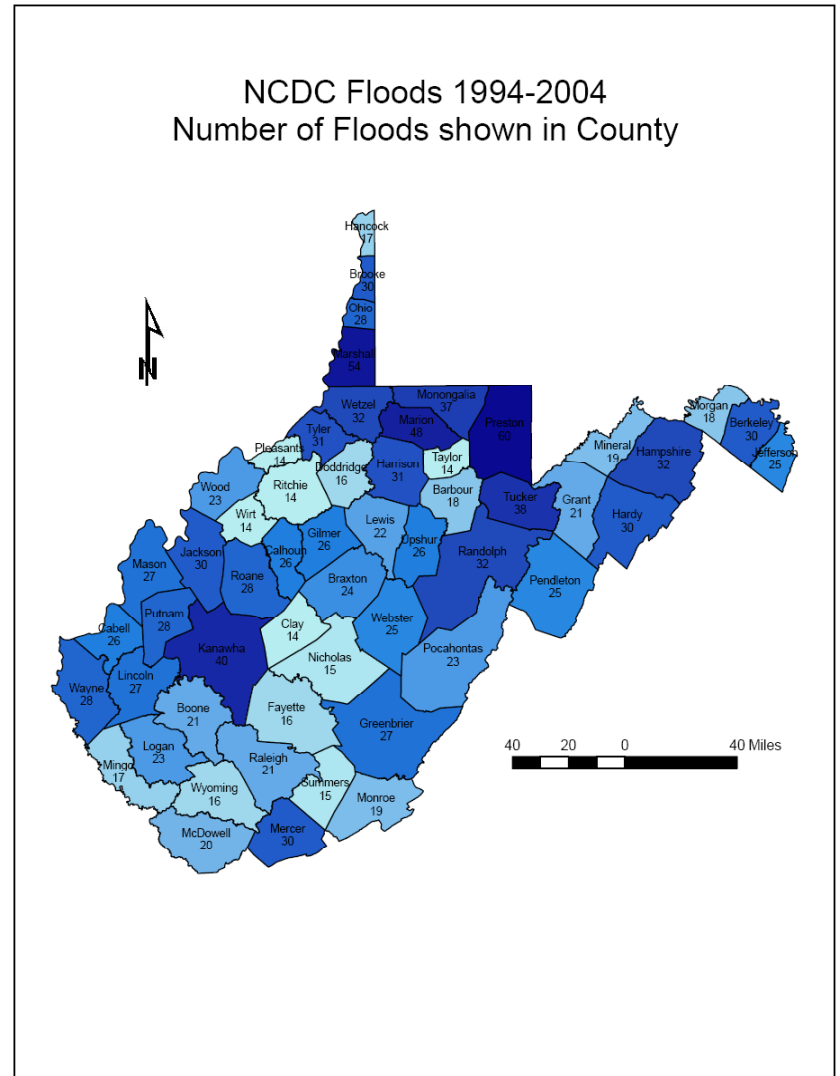 NCDC Floods 1994-2004
Number of Floods shown in County
Hancock
17
Brooke
30
Ohio
28
Marshall
54
N
Wetzel
32
Monongalia
37
Marion
48
Preston
60
Tyler
31
Pleasants
14
Doddridge
16
Harrison
31
Taylor
14
Morgan
18
Berkeley
30
Jefferson
25
Mineral
19
Hampshire
32
Wood
23
Ritchie
14
Barbour
18
Tucker
38
Grant
21
Hardy
30
Wirt
14
Lewis
22
Gilmer
26
Calhoun
26
Upshur
26
Randolph
32
Jackson
30
Mason
27
Roane
28
Braxton
24
Pendleton
25
Putnam
28
Cabell
26
Clay
14
Webster
25
Kanawha
40
Nicholas
15
Pocahontas
23
Lincoln
27
Wayne
28
Boone
21
Fayette
16
Greenbrier
27
Logan
23
Raleigh
21
Mingo
17
Wyoming
16
Summers
15
Monroe
19
McDowell
20
Mercer
30
40 20 0 40 Miles